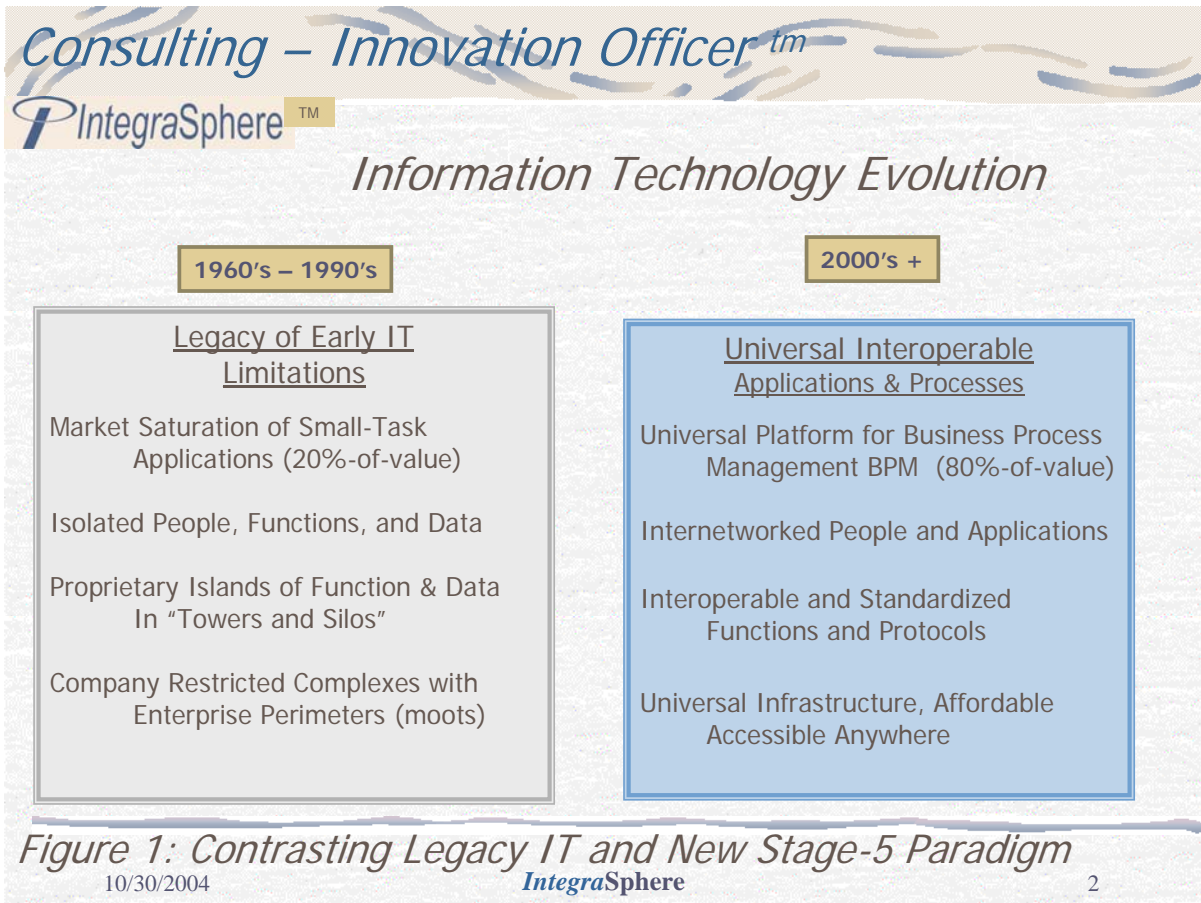 Consulting – Innovation Officer tm
IntegraSphere TM
Information Technology Evolution
1960's – 1990's
Legacy of Early IT
Limitations
Market Saturation of Small-Task
Applications (20%-of-value)
Isolated People, Functions, and Data
Proprietary Islands of Function & Data
In “Towers and Silos”
Company Restricted Complexes with
Enterprise Perimeters (moots)
2000's +
Universal Interoperable
Applications & Processes
Universal Platform for Business Process
Management BPM (80%-of-value)
Internetworked People and Applications
Interoperable and Standardized
Functions and Protocols
Universal Infrastructure, Affordable
Accessible Anywhere
Figure 1: Contrasting Legacy IT and New Stage-5 Paradigm
10/30/2004 IntegraSphere 2